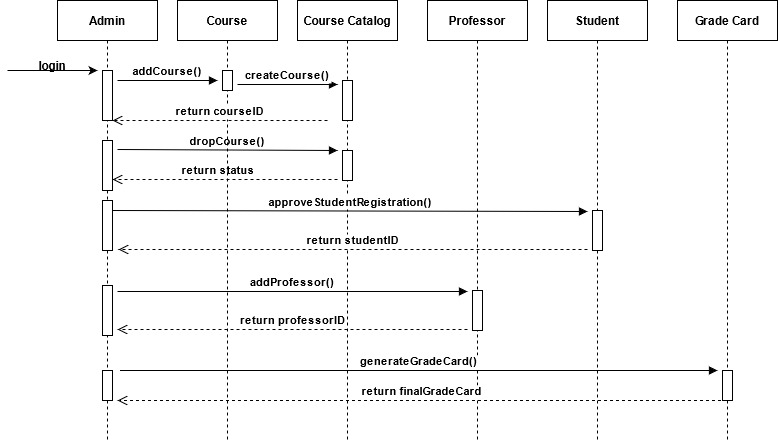 Admin
Course
Course Catalog
Professor
Student
Grade Card
login
addCourse()
createCourse()
return courseID
dropCourse()
return status
approveStudentRegistration()
return studentID
addProfessor()
return professorID
generateGradeCard()
return finalGradeCard